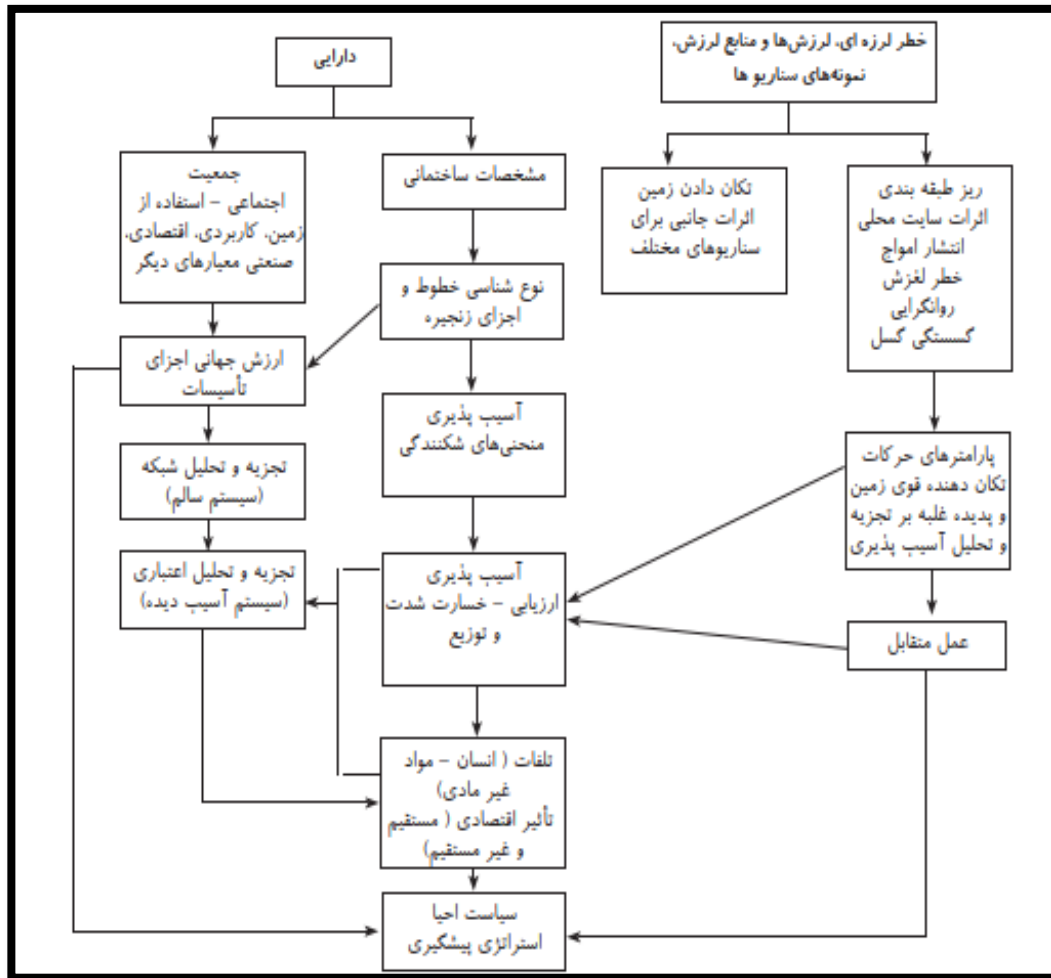 خطر لرزه ای، لرزش‌ها و منابع لرزش،
نمونه‌های سناریو ها
دارایی
ریز طبقه بندی
اثرات سایت محلی
انتشار امواج
خطر لغزش
روانگرایی
گسستگی گسل
تکان دادن زمین
اثرات جانبی برای
سناریوهای مختلف
مشخصات ساختمانی
جمعیت
اجتماعی – استفاده از
زمین، کاربردی، اقتصادی،
صنعتی معیارهای دیگر
نوع شناسی خطوط و
اجزای زنجیره
ارزش جهانی اجزای
تأسیسات
آسیب پذیری
منحنی‌های شکنندگی
پارامترهای حرکات
تکان دهنده قوی زمین
و پدیده غلبه بر تجزیه
و تحلیل آسیب پذیری
تجزیه و تحلیل شبکه
(سیستم سالم)
تجزیه و تحلیل اعتباری
(سیستم آسیب دیده)
آسیب پذیری
ارزیابی – خسارت شدت
و توزیع
عمل متقابل
تلفات ( انسان – مواد
غیر مادی)
تأثیر اقتصادی ( مستقیم
و غیر مستقیم)
سیاست احیا
استراتژی پیشگیری